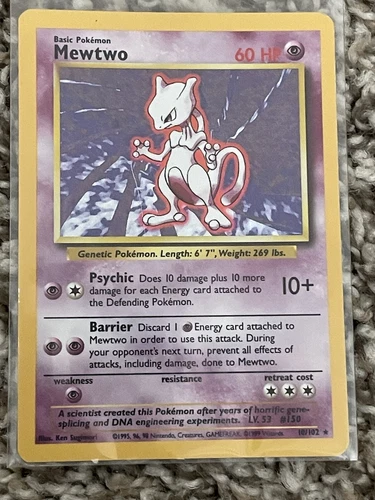 Basic Pokémon
Mewtwo 60 HP
Genetic Pokémon. Length: 6' 7", Weight: 269 lbs.
Psychic Does 10 damage plus 10 more
damage for each Energy card attached to
the Defending Pokémon.
10+
Barrier Discard 1 Energy card attached to
Mewtwo in order to use this attack. During
your opponent's next turn, prevent all effects of
attacks, including damage, done to Mewtwo.
weakness resistance retreat cost
A scientist created this Pokémon after years of horrific gene-
splicing and DNA engineering experiments. LV. 53 #150
Illus. Ken Sugimori ©1995, 96, 98 Nintendo, Creatures, GAMEFREAK. ©1999 Wizards. 10/102 ★